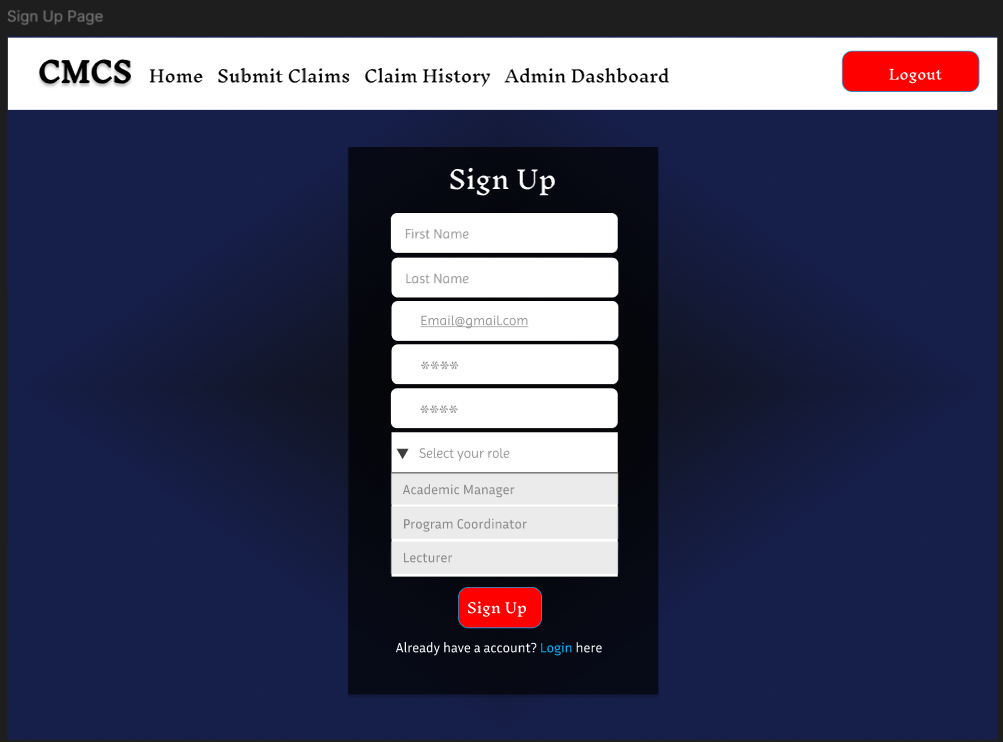 Sign Up Page
CMCS Home Submit Claims Claim History Admin Dashboard Logout
Sign Up
First Name
Last Name
Email@gmail.com
****
****
Select your role
Academic Manager
Program Coordinator
Lecturer
Sign Up
Already have a account? Login here